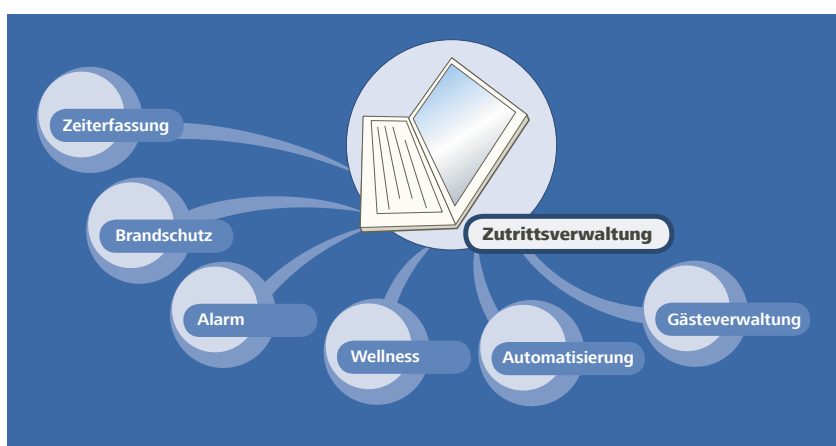 Zeiterfassung
Brandschutz
Zutrittsverwaltung
Alarm
Gästeverwaltung
Wellness
Automatisierung